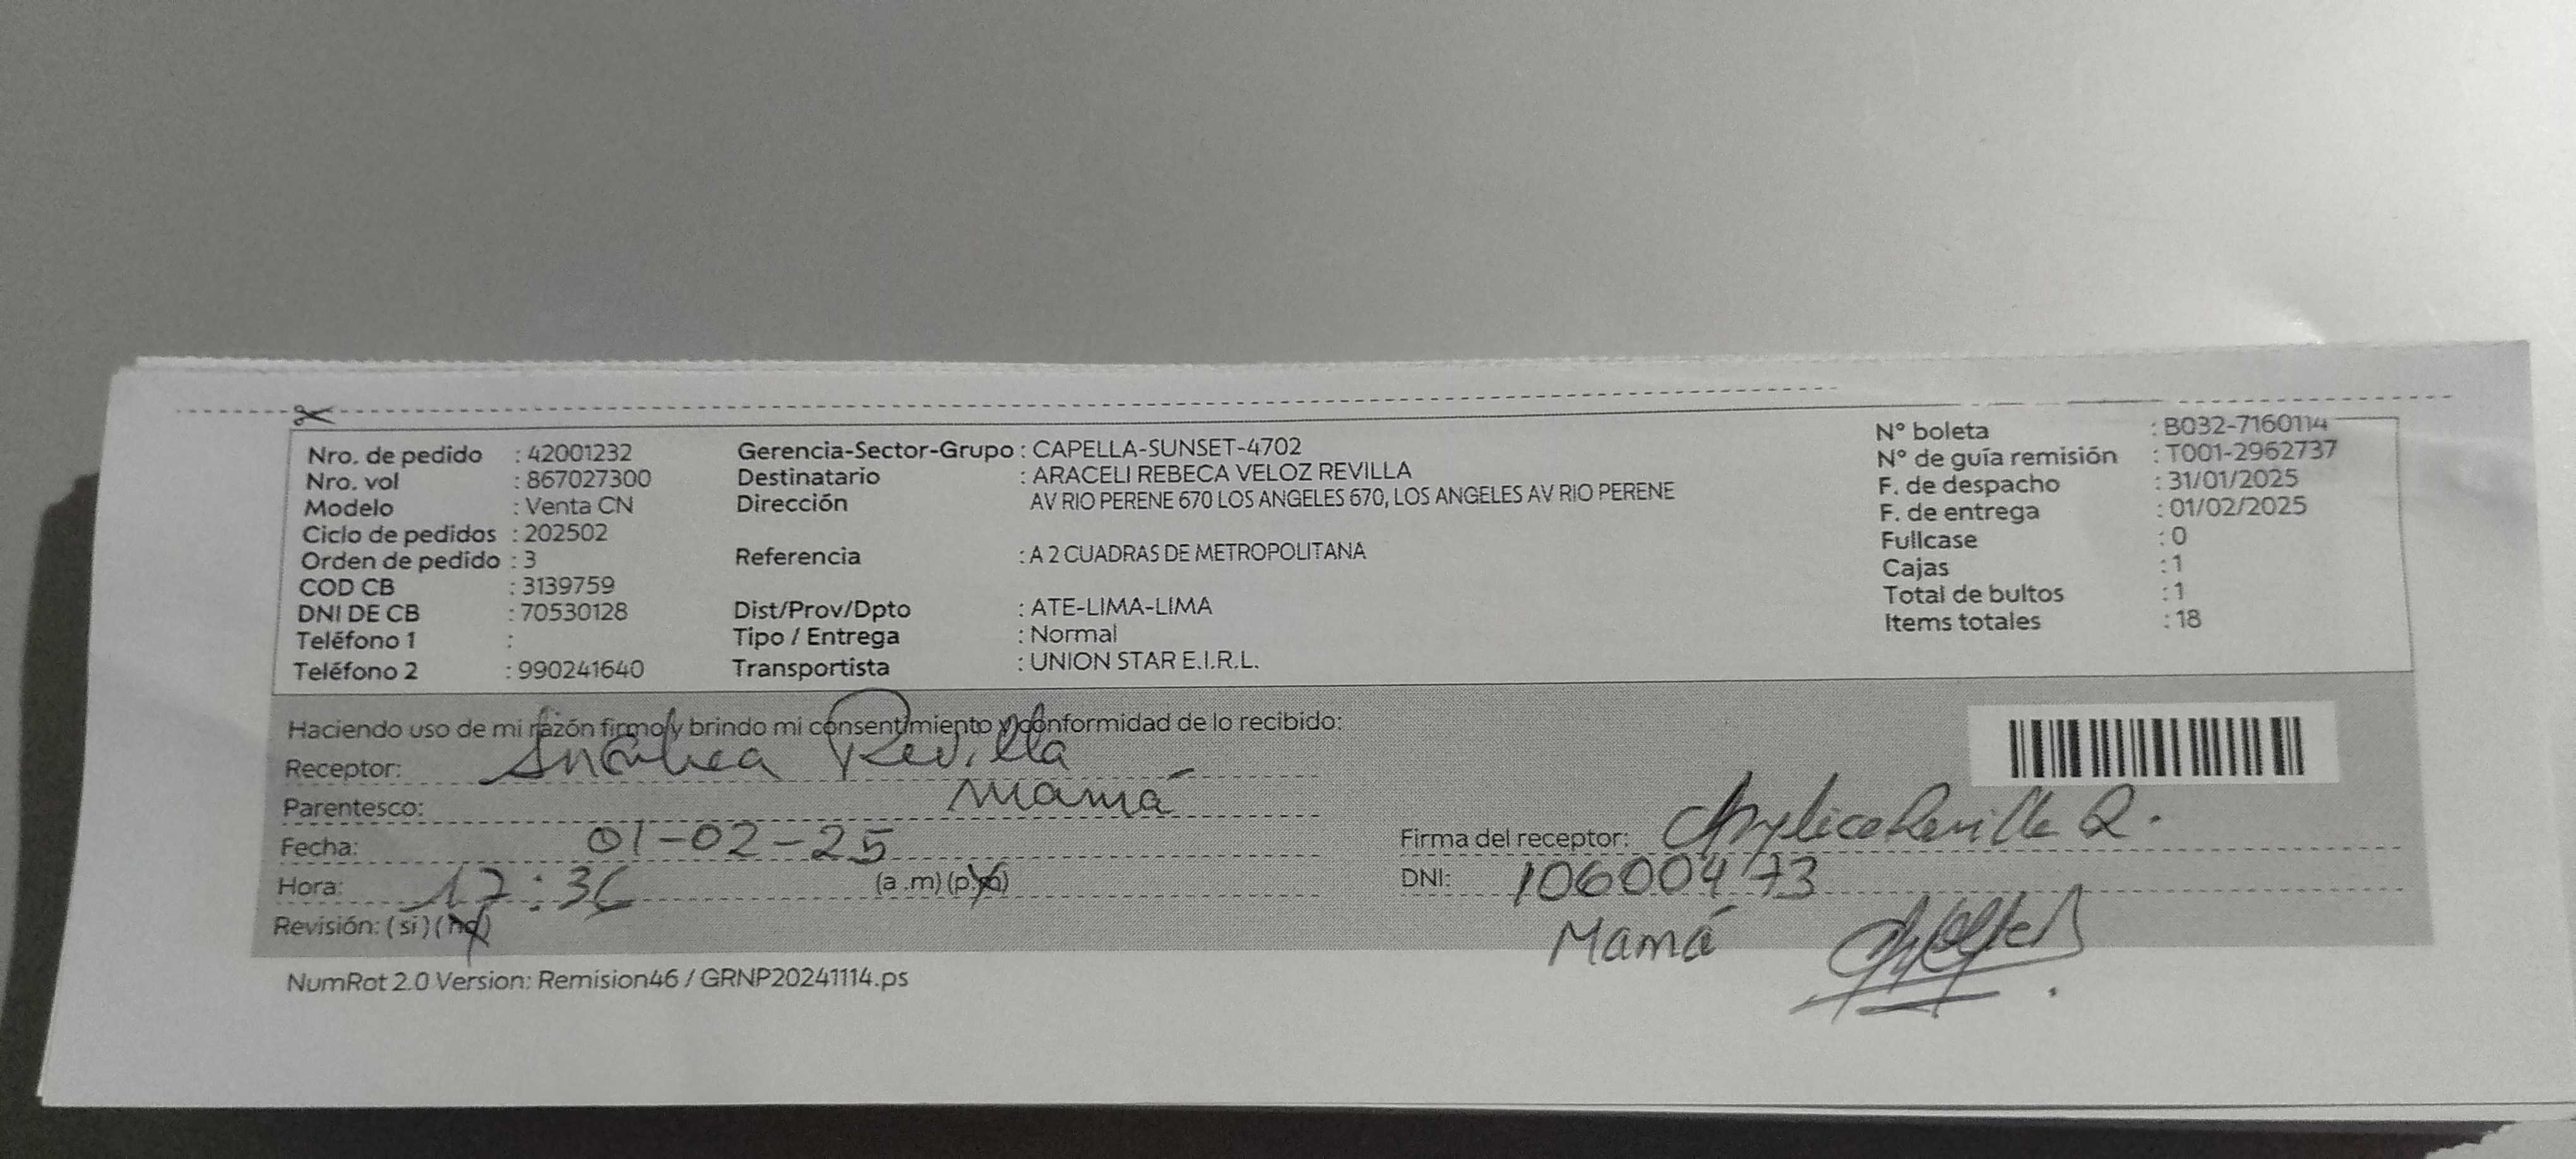 Nro. de pedido : 42001232
Nro. vol : 867027300
Modelo : Venta CN
Ciclo de pedidos : 202502
Orden de pedido : 3
COD CB : 3139759
DNI DE CB : 70530128
Teléfono 1 :
Teléfono 2 : 990241640
Gerencia-Sector-Grupo : CAPELLA-SUNSET-4702
Destinatario : ARACELI REBECA VELOZ REVILLA
Dirección AV RIO PERENE 670 LOS ANGELES 670, LOS ANGELES AV RIO PERENE
Referencia : A 2 CUADRAS DE METROPOLITANA
Dist/Prov/Dpto : ATE-LIMA-LIMA
Tipo / Entrega : Normal
Transportista : UNION STAR E.I.R.L.
N° boleta : B032-7160114
N° de guía remisión : T001-2962737
F. de despacho : 31/01/2025
F. de entrega : 01/02/2025
Fullcase : 0
Cajas : 1
Total de bultos : 1
Items totales : 18
Haciendo uso de mi razón firmo y brindo mi consentimiento y conformidad de lo recibido:
Receptor: Revilla
Parentesco: Mamá
Fecha: 01-02-25
Hora: 17:36 (a .m) (p.m)
Revisión: (si) (no)
Firma del receptor: Revilla Q.
DNI: 10600473
Mamá
NumRot 2.0 Version: Remision46 / GRNP20241114.ps